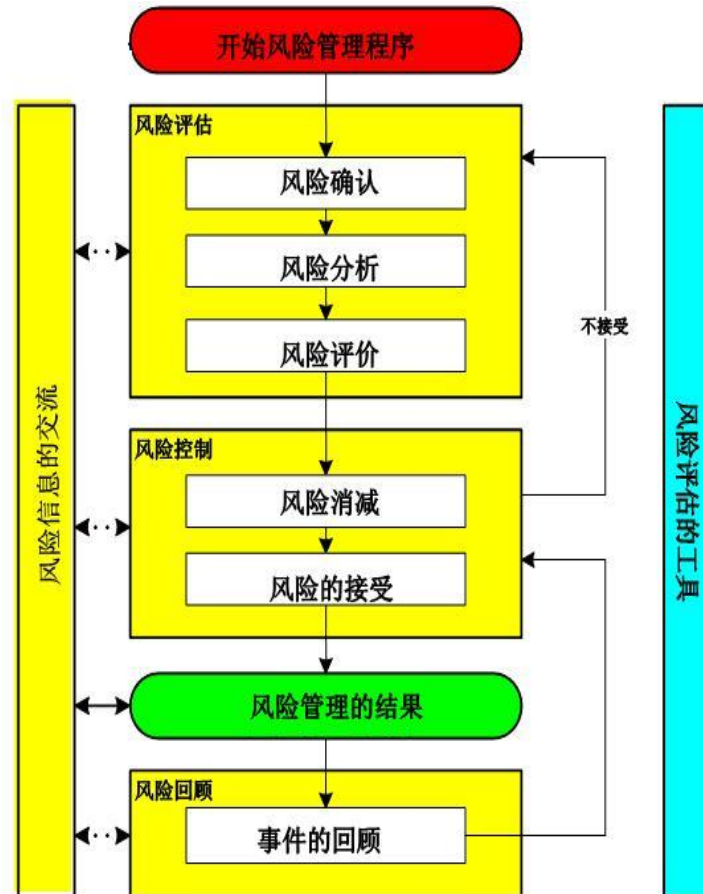 开始风险管理程序
风险评估
风险确认
风险分析
风险评价
不接受
风险控制
风险消减
风险的接受
风险管理的结果
风险回顾
事件的回顾
风险信息的交流
风险评估的工具